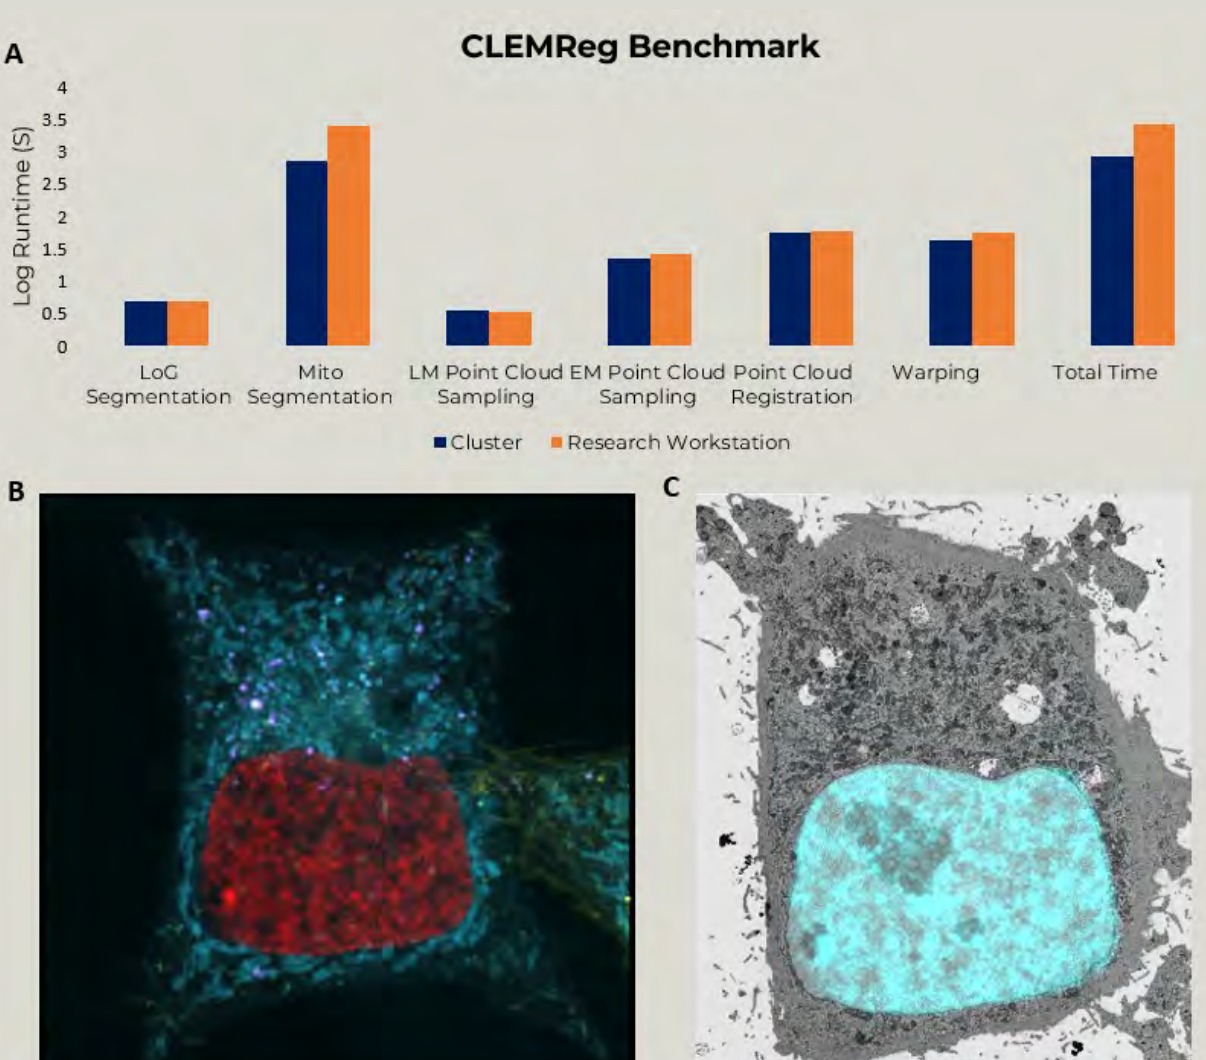 A
CLEMReg Benchmark
Log Runtime (S)
4
3.5
3
2.5
2
1.5
1
0.5
0
LoG
Segmentation
Mito
Segmentation
LM Point Cloud
Sampling
EM Point Cloud
Sampling
Point Cloud
Registration
Warping
Total Time
Cluster
Research Workstation
B
C